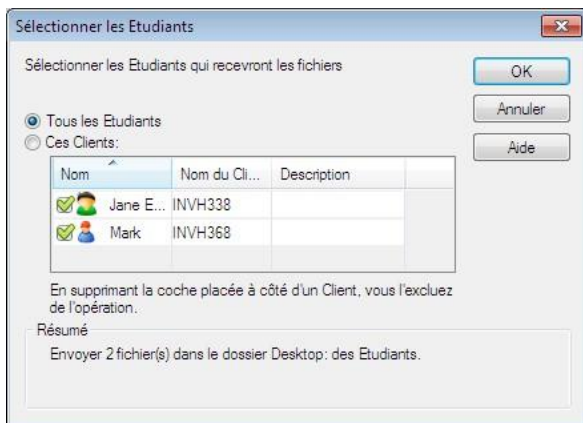 Sélectionner les Etudiants
Sélectionner les Etudiants qui recevront les fichiers
OK
Annuler
Aide
Tous les Etudiants
Ces Clients:
Nom Nom du Cli... Description
Jane E... INVH338
Mark INVH368
En supprimant la coche placée à côté d'un Client, vous l'excluez
de l'opération.
Résumé
Envoyer 2 fichier(s) dans le dossier Desktop: des Etudiants.